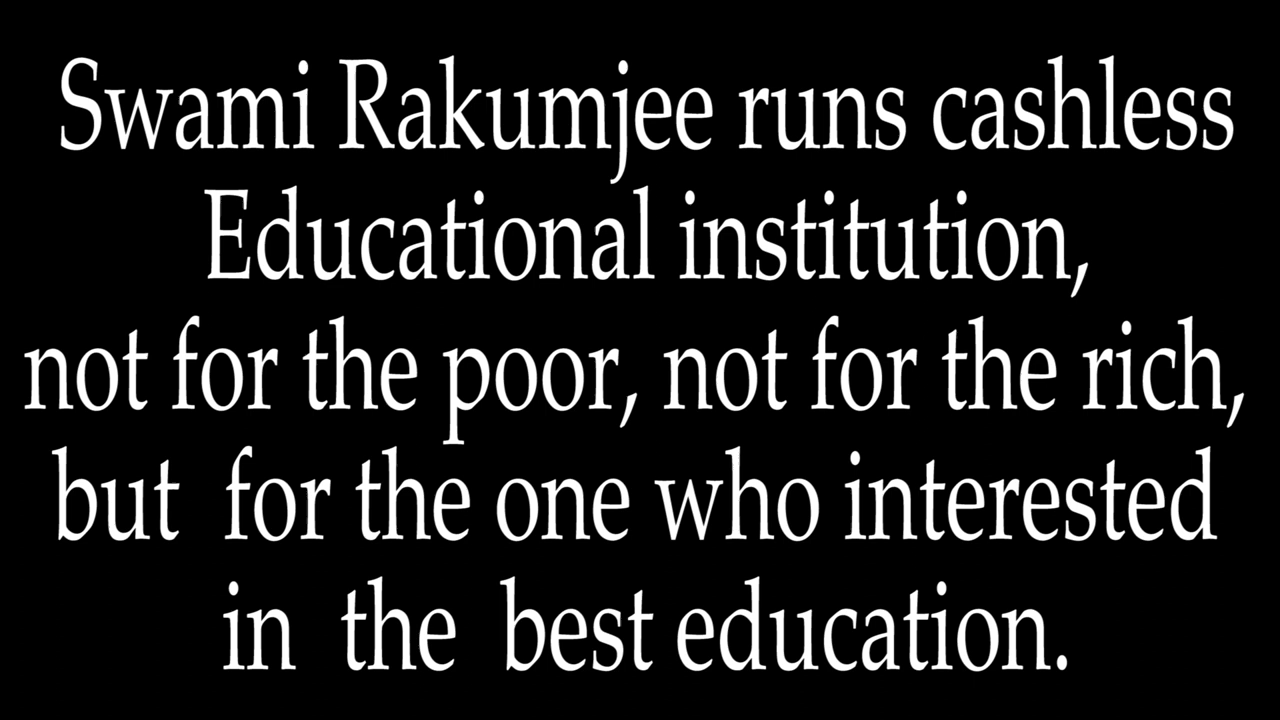 Swami Rakumjee runs cashless
Educational institution,
not for the poor, not for the rich,
but for the one who interested
in the best education.